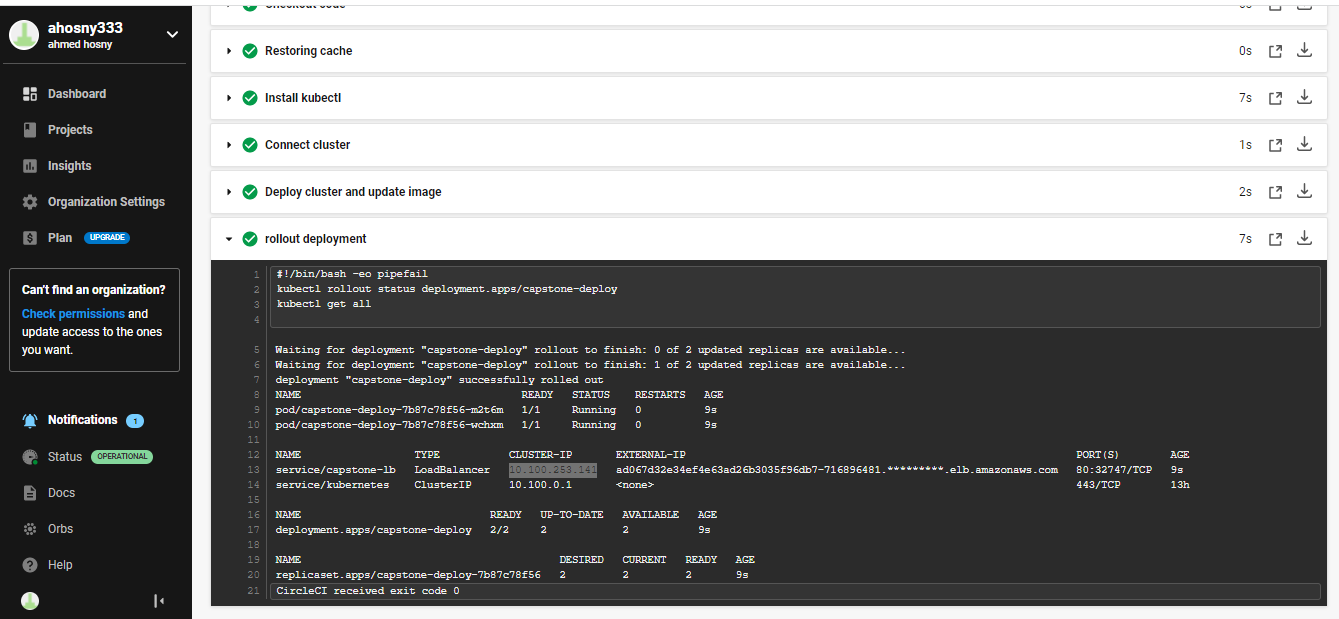 ahosny333
ahmed hosny
Dashboard
Projects
Insights
Organization Settings
Plan UPGRADE
Can't find an organization?
Check permissions and
update access to the ones
you want.
Notifications 1
Status OPERATIONAL
Docs
Orbs
Help
Checkout code
Restoring cache 0s
Install kubectl 7s
Connect cluster 1s
Deploy cluster and update image 2s
rollout deployment 7s
1 #!/bin/bash -eo pipefail
2 kubectl rollout status deployment.apps/capstone-deploy
3 kubectl get all
4
5 Waiting for deployment "capstone-deploy" rollout to finish: 0 of 2 updated replicas are available...
6 Waiting for deployment "capstone-deploy" rollout to finish: 1 of 2 updated replicas are available...
7 deployment "capstone-deploy" successfully rolled out
8 NAME READY STATUS RESTARTS AGE
9 pod/capstone-deploy-7b87c78f56-m2t6m 1/1 Running 0 9s
10 pod/capstone-deploy-7b87c78f56-wchxm 1/1 Running 0 9s
11
12 NAME TYPE CLUSTER-IP EXTERNAL-IP PORT(S) AGE
13 service/capstone-lb LoadBalancer 10.100.253.141 ad067d32e34ef4e63ad26b3035f96db7-716896481.*********.elb.amazonaws.com 80:32747/TCP 9s
14 service/kubernetes ClusterIP 10.100.0.1 <none> 443/TCP 13h
15
16 NAME READY UP-TO-DATE AVAILABLE AGE
17 deployment.apps/capstone-deploy 2/2 2 2 9s
18
19 NAME DESIRED CURRENT READY AGE
20 replicaset.apps/capstone-deploy-7b87c78f56 2 2 2 9s
21 CircleCI received exit code 0